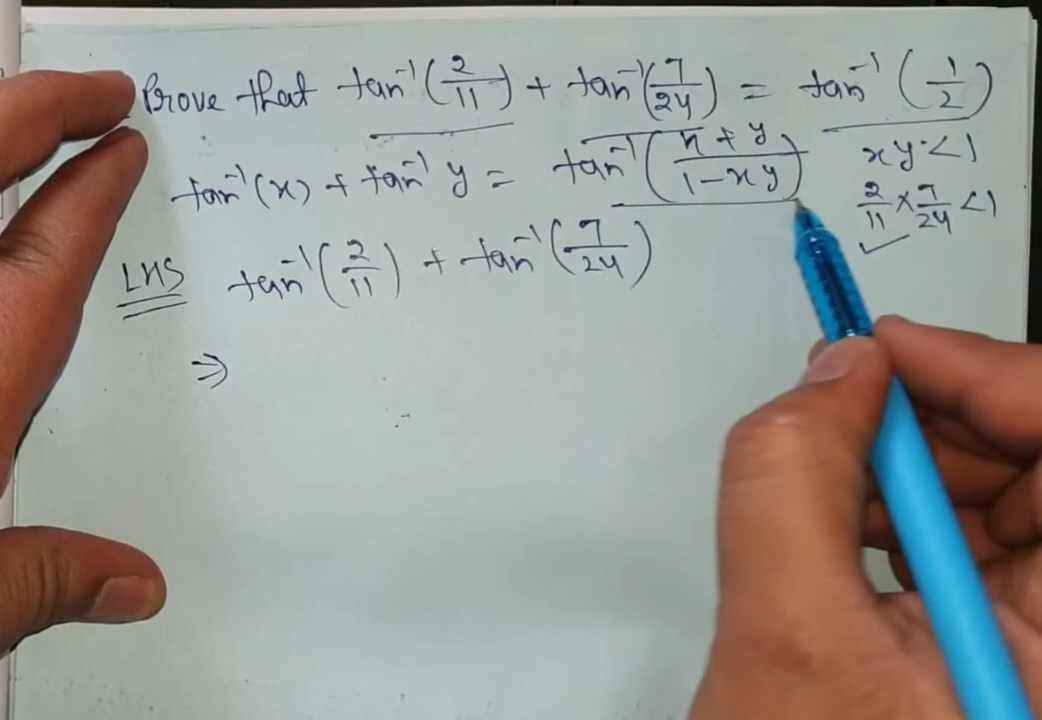 Prove that tan⁻¹(2/11) + tan⁻¹(7/24) = tan⁻¹(1/2)
tan⁻¹(x) + tan⁻¹ y = tan⁻¹((x + y)/(1 - xy)) xy < 1
2/11 × 7/24 < 1 ✓
LHS tan⁻¹(2/11) + tan⁻¹(7/24)
⇒